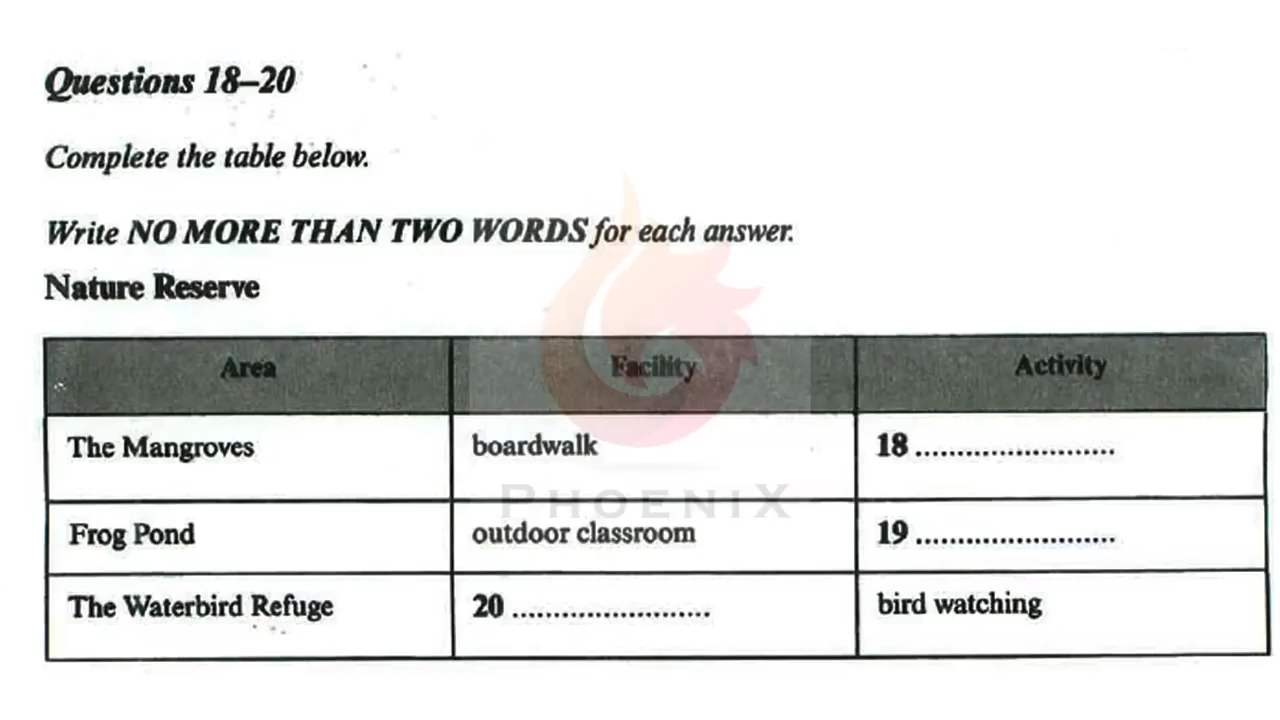 Questions 18–20
Complete the table below.
Write NO MORE THAN TWO WORDS for each answer.
Nature Reserve
Area Facility Activity
The Mangroves boardwalk 18 ........................
PHOENIX
Frog Pond outdoor classroom 19 ........................
The Waterbird Refuge 20 ........................ bird watching